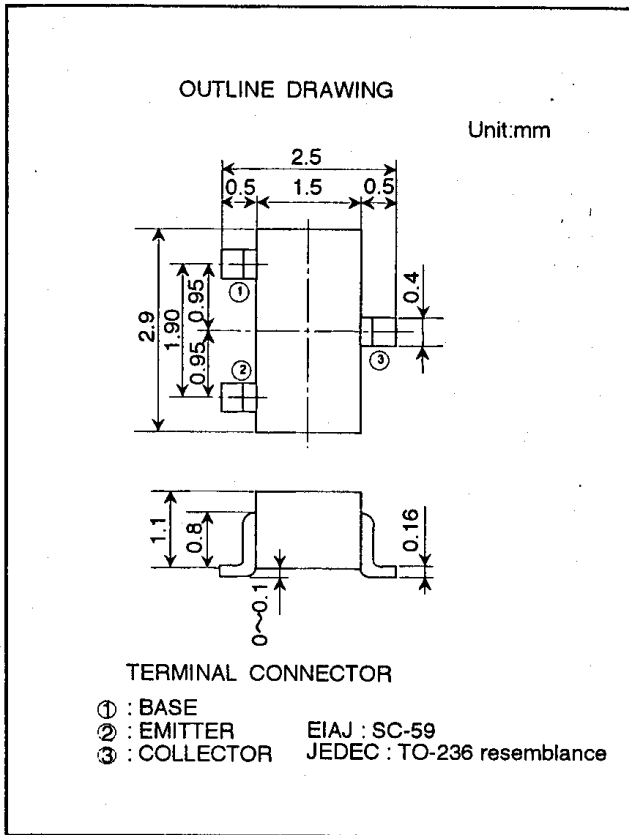 OUTLINE DRAWING
Unit:mm
2.5
0.5 1.5 0.5
①
0.4
2.9
1.90
0.95
0.95
②
③
1.1
0.8
0.16
0~0.1
TERMINAL CONNECTOR
① : BASE
② : EMITTER EIAJ : SC-59
③ : COLLECTOR JEDEC : TO-236 resemblance